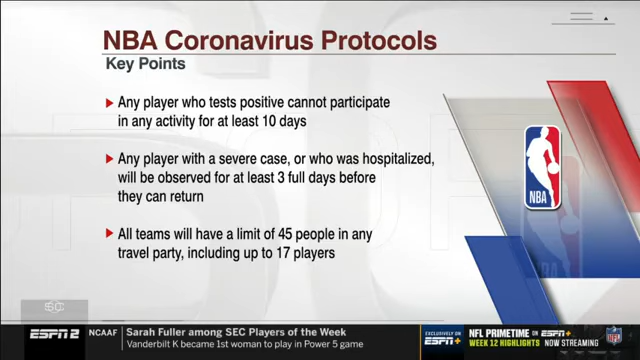 NBA Coronavirus Protocols
Key Points
Any player who tests positive cannot participate
in any activity for at least 10 days
Any player with a severe case, or who was hospitalized,
will be observed for at least 3 full days before
they can return
All teams will have a limit of 45 people in any
travel party, including up to 17 players
NBA
SC
ESPN 2
NCAAF
Sarah Fuller among SEC Players of the Week
Vanderbilt K became 1st woman to play in Power 5 game
EXCLUSIVELY ON
ESPN+
NFL PRIMETIME ON ESPN+
WEEK 12 HIGHLIGHTS NOW STREAMING
NFL